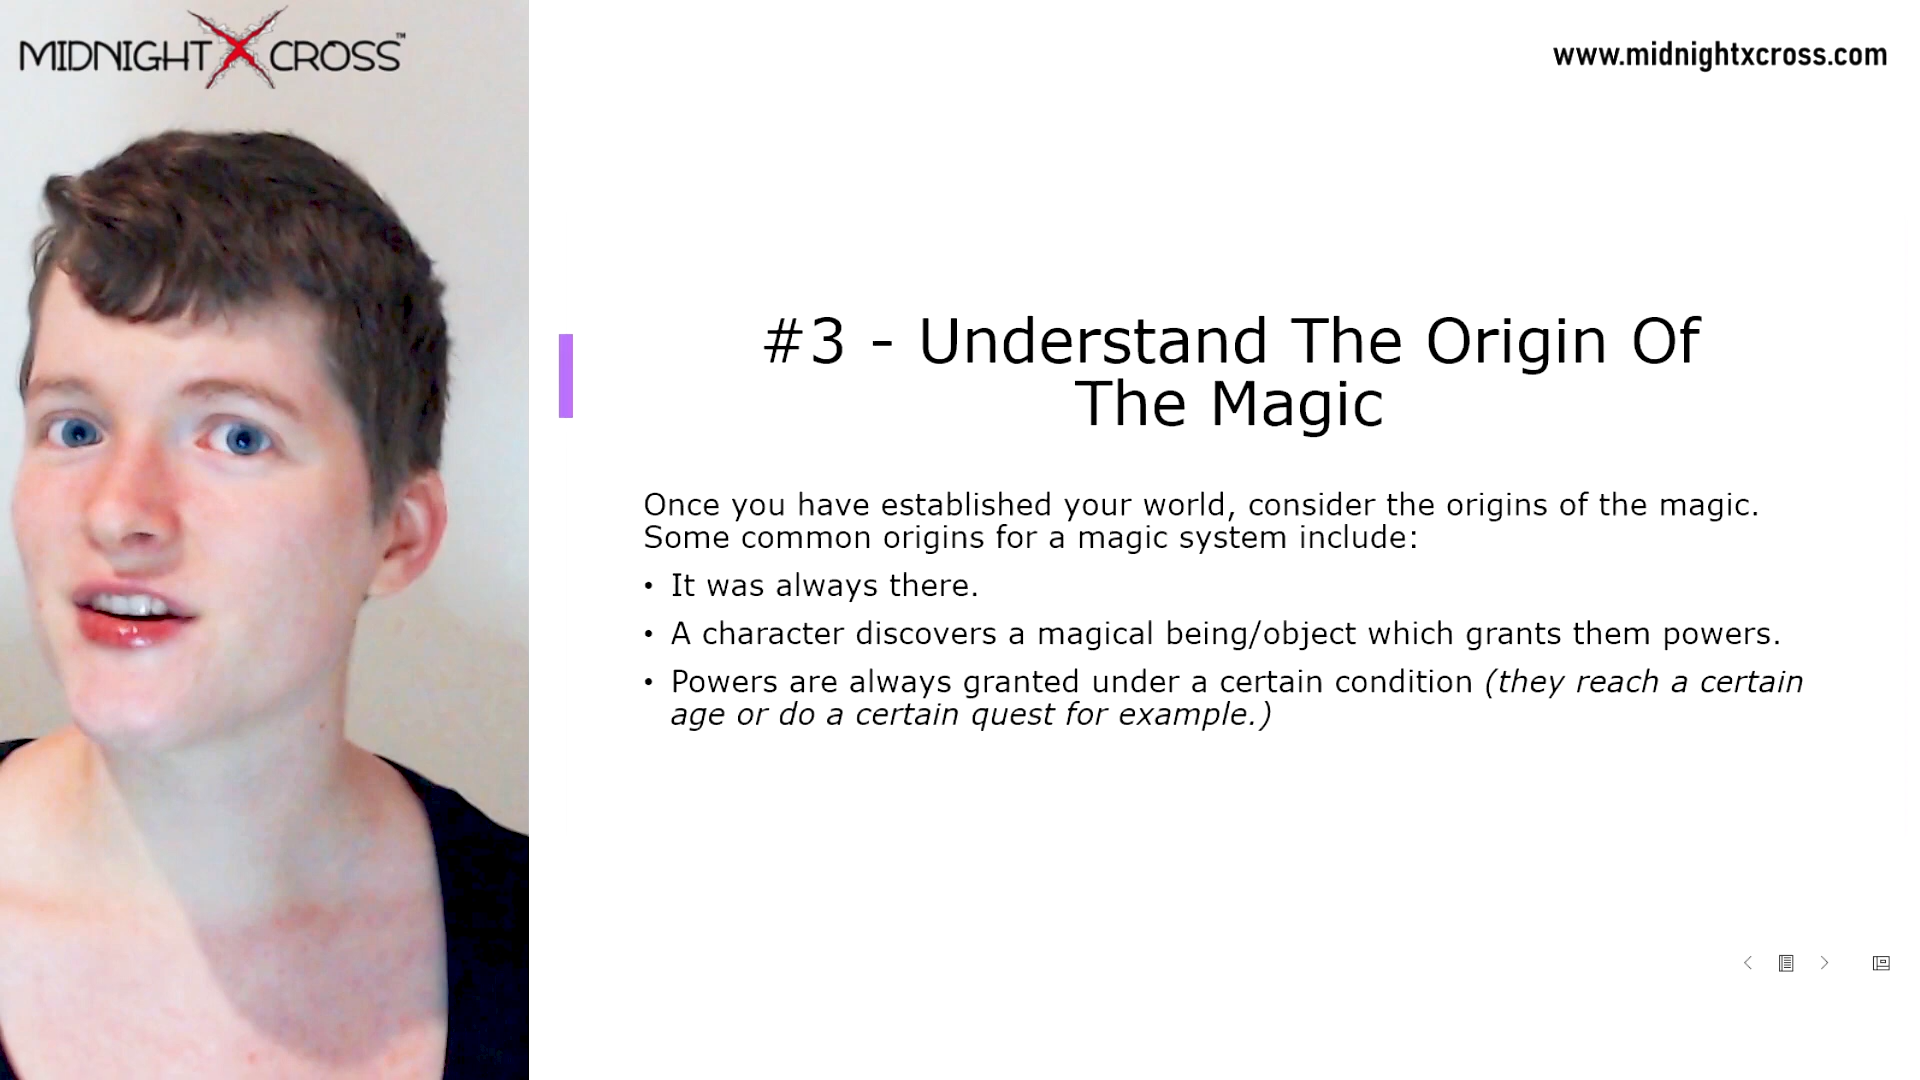 MIDNIGHT X CROSS™
www.midnightxcross.com
#3 - Understand The Origin Of
The Magic
Once you have established your world, consider the origins of the magic.
Some common origins for a magic system include:
• It was always there.
• A character discovers a magical being/object which grants them powers.
• Powers are always granted under a certain condition (they reach a certain
age or do a certain quest for example.)